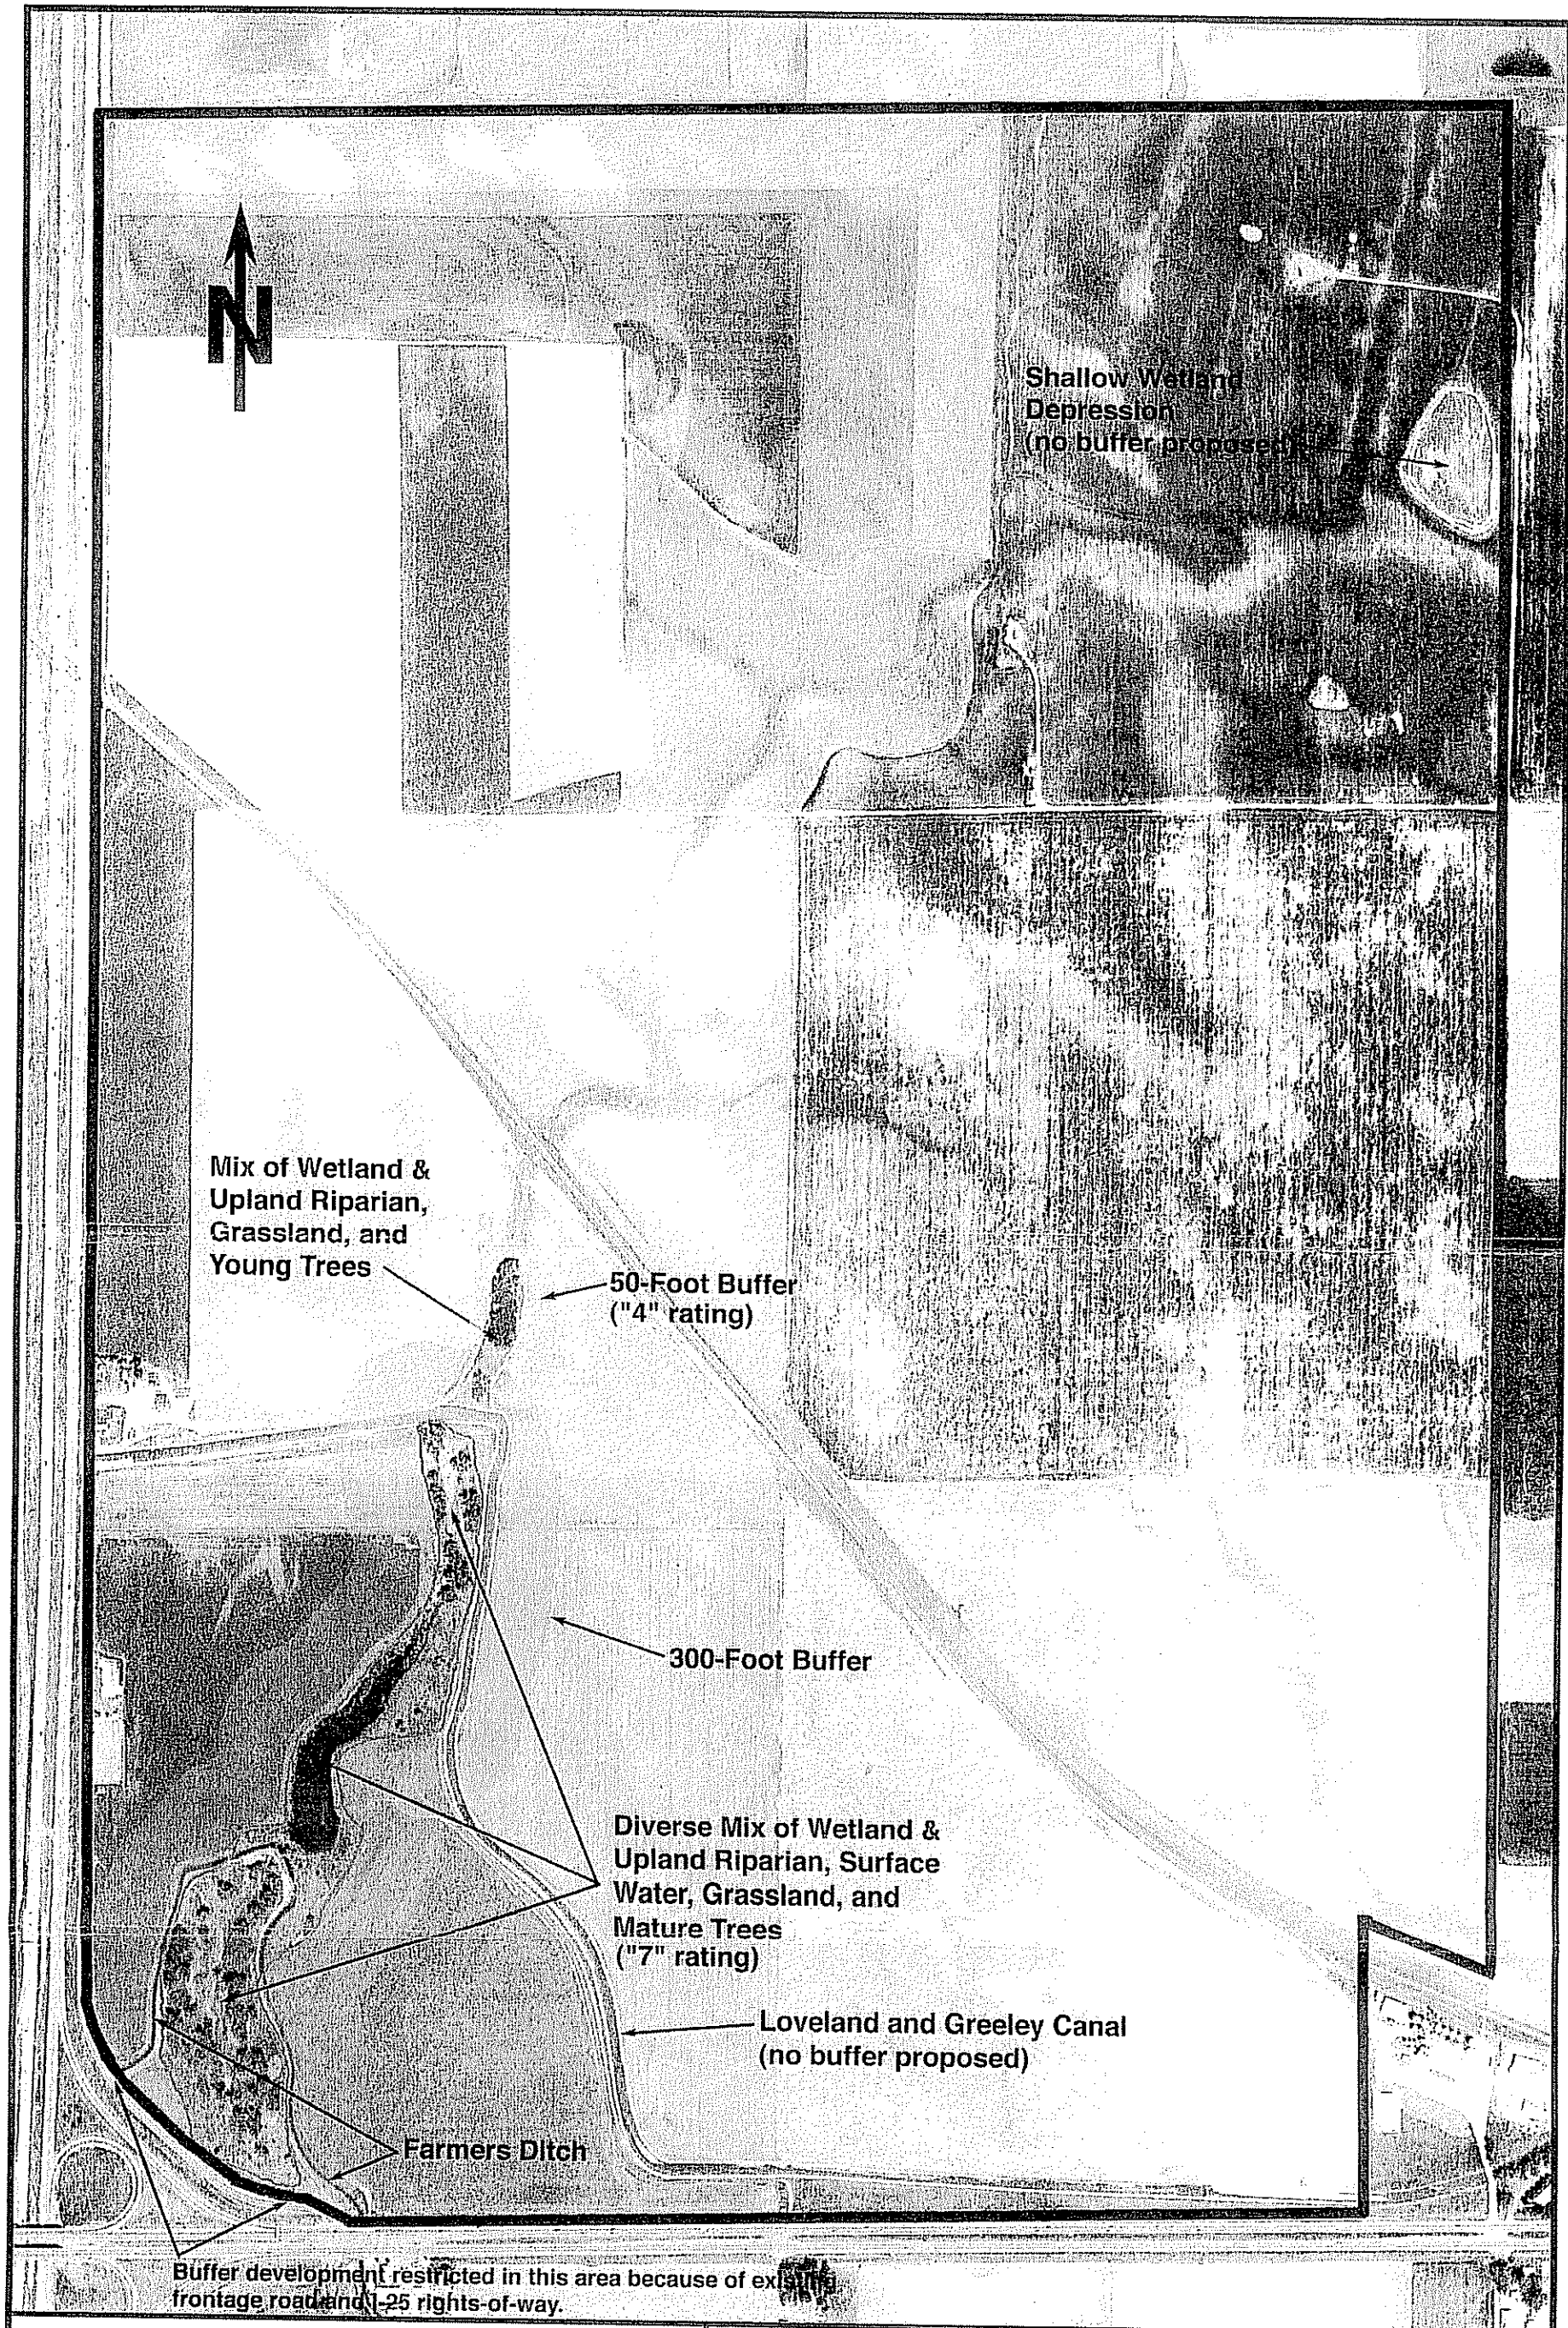 N
Shallow Wetland
Depression
(no buffer proposed)
Mix of Wetland &
Upland Riparian,
Grassland, and
Young Trees
50-Foot Buffer
("4" rating)
300-Foot Buffer
Diverse Mix of Wetland &
Upland Riparian, Surface
Water, Grassland, and
Mature Trees
("7" rating)
Loveland and Greeley Canal
(no buffer proposed)
Farmers Ditch
Buffer development restricted in this area because of existing
frontage road and I-25 rights-of-way.